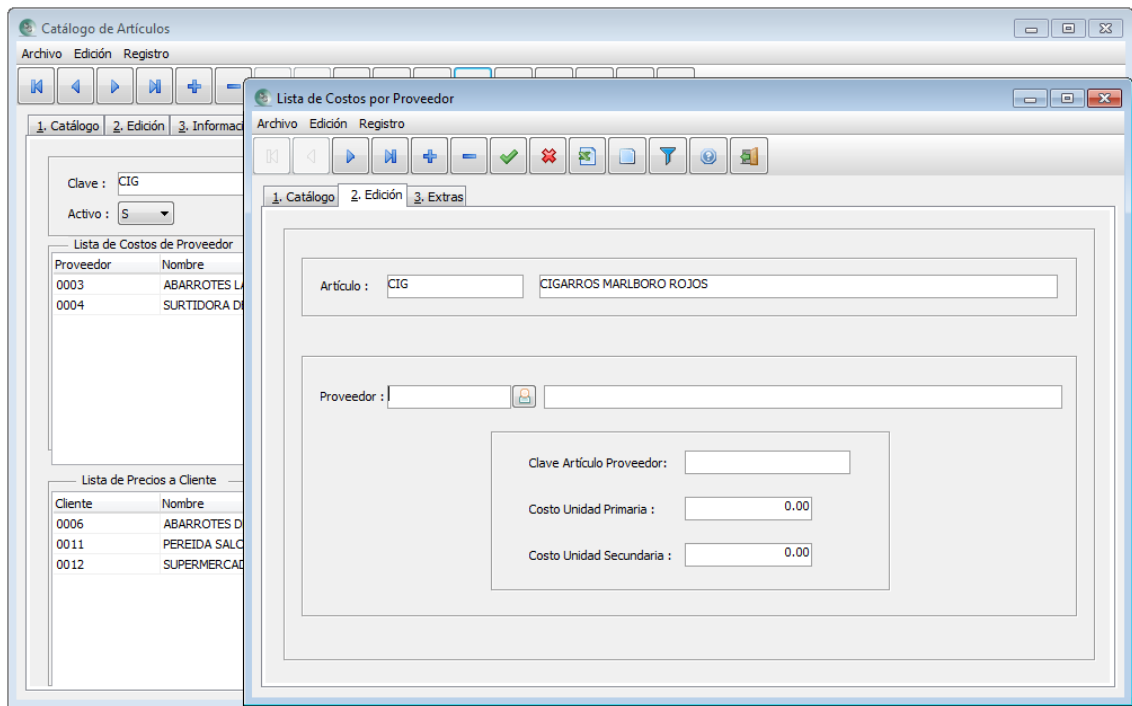 Catálogo de Artículos
Archivo Edición Registro
1. Catálogo 2. Edición 3. Informaci
Clave : CIG
Activo : S
Lista de Costos de Proveedor
Proveedor Nombre
0003 ABARROTES LA
0004 SURTIDORA DE
Lista de Precios a Cliente
Cliente Nombre
0006 ABARROTES D
0011 PEREIDA SALC
0012 SUPERMERCAD
Lista de Costos por Proveedor
Archivo Edición Registro
1. Catálogo 2. Edición 3. Extras
Artículo : CIG CIGARROS MARLBORO ROJOS
Proveedor :
Clave Artículo Proveedor:
Costo Unidad Primaria : 0.00
Costo Unidad Secundaria : 0.00